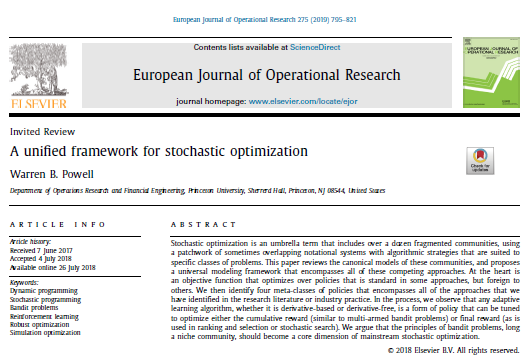 European Journal of Operational Research 275 (2019) 795–821
Contents lists available at ScienceDirect
European Journal of Operational Research
journal homepage: www.elsevier.com/locate/ejor
ELSEVIER
EUROPEAN JOURNAL OF
OPERATIONAL RESEARCH
Invited Review
A unified framework for stochastic optimization
Check for
updates
Warren B. Powell
Department of Operations Research and Financial Engineering, Princeton University, Sherrerd Hall, Princeton, NJ 08544, United States
ARTICLE INFO
Article history:
Received 7 June 2017
Accepted 4 July 2018
Available online 26 July 2018
Keywords:
Dynamic programming
Stochastic programming
Bandit problems
Reinforcement learning
Robust optimization
Simulation optimization
ABSTRACT
Stochastic optimization is an umbrella term that includes over a dozen fragmented communities, using
a patchwork of sometimes overlapping notational systems with algorithmic strategies that are suited to
specific classes of problems. This paper reviews the canonical models of these communities, and proposes
a universal modeling framework that encompasses all of these competing approaches. At the heart is
an objective function that optimizes over policies that is standard in some approaches, but foreign to
others. We then identify four meta-classes of policies that encompasses all of the approaches that we
have identified in the research literature or industry practice. In the process, we observe that any adaptive
learning algorithm, whether it is derivative-based or derivative-free, is a form of policy that can be tuned
to optimize either the cumulative reward (similar to multi-armed bandit problems) or final reward (as is
used in ranking and selection or stochastic search). We argue that the principles of bandit problems, long
a niche community, should become a core dimension of mainstream stochastic optimization.
© 2018 Elsevier B.V. All rights reserved.